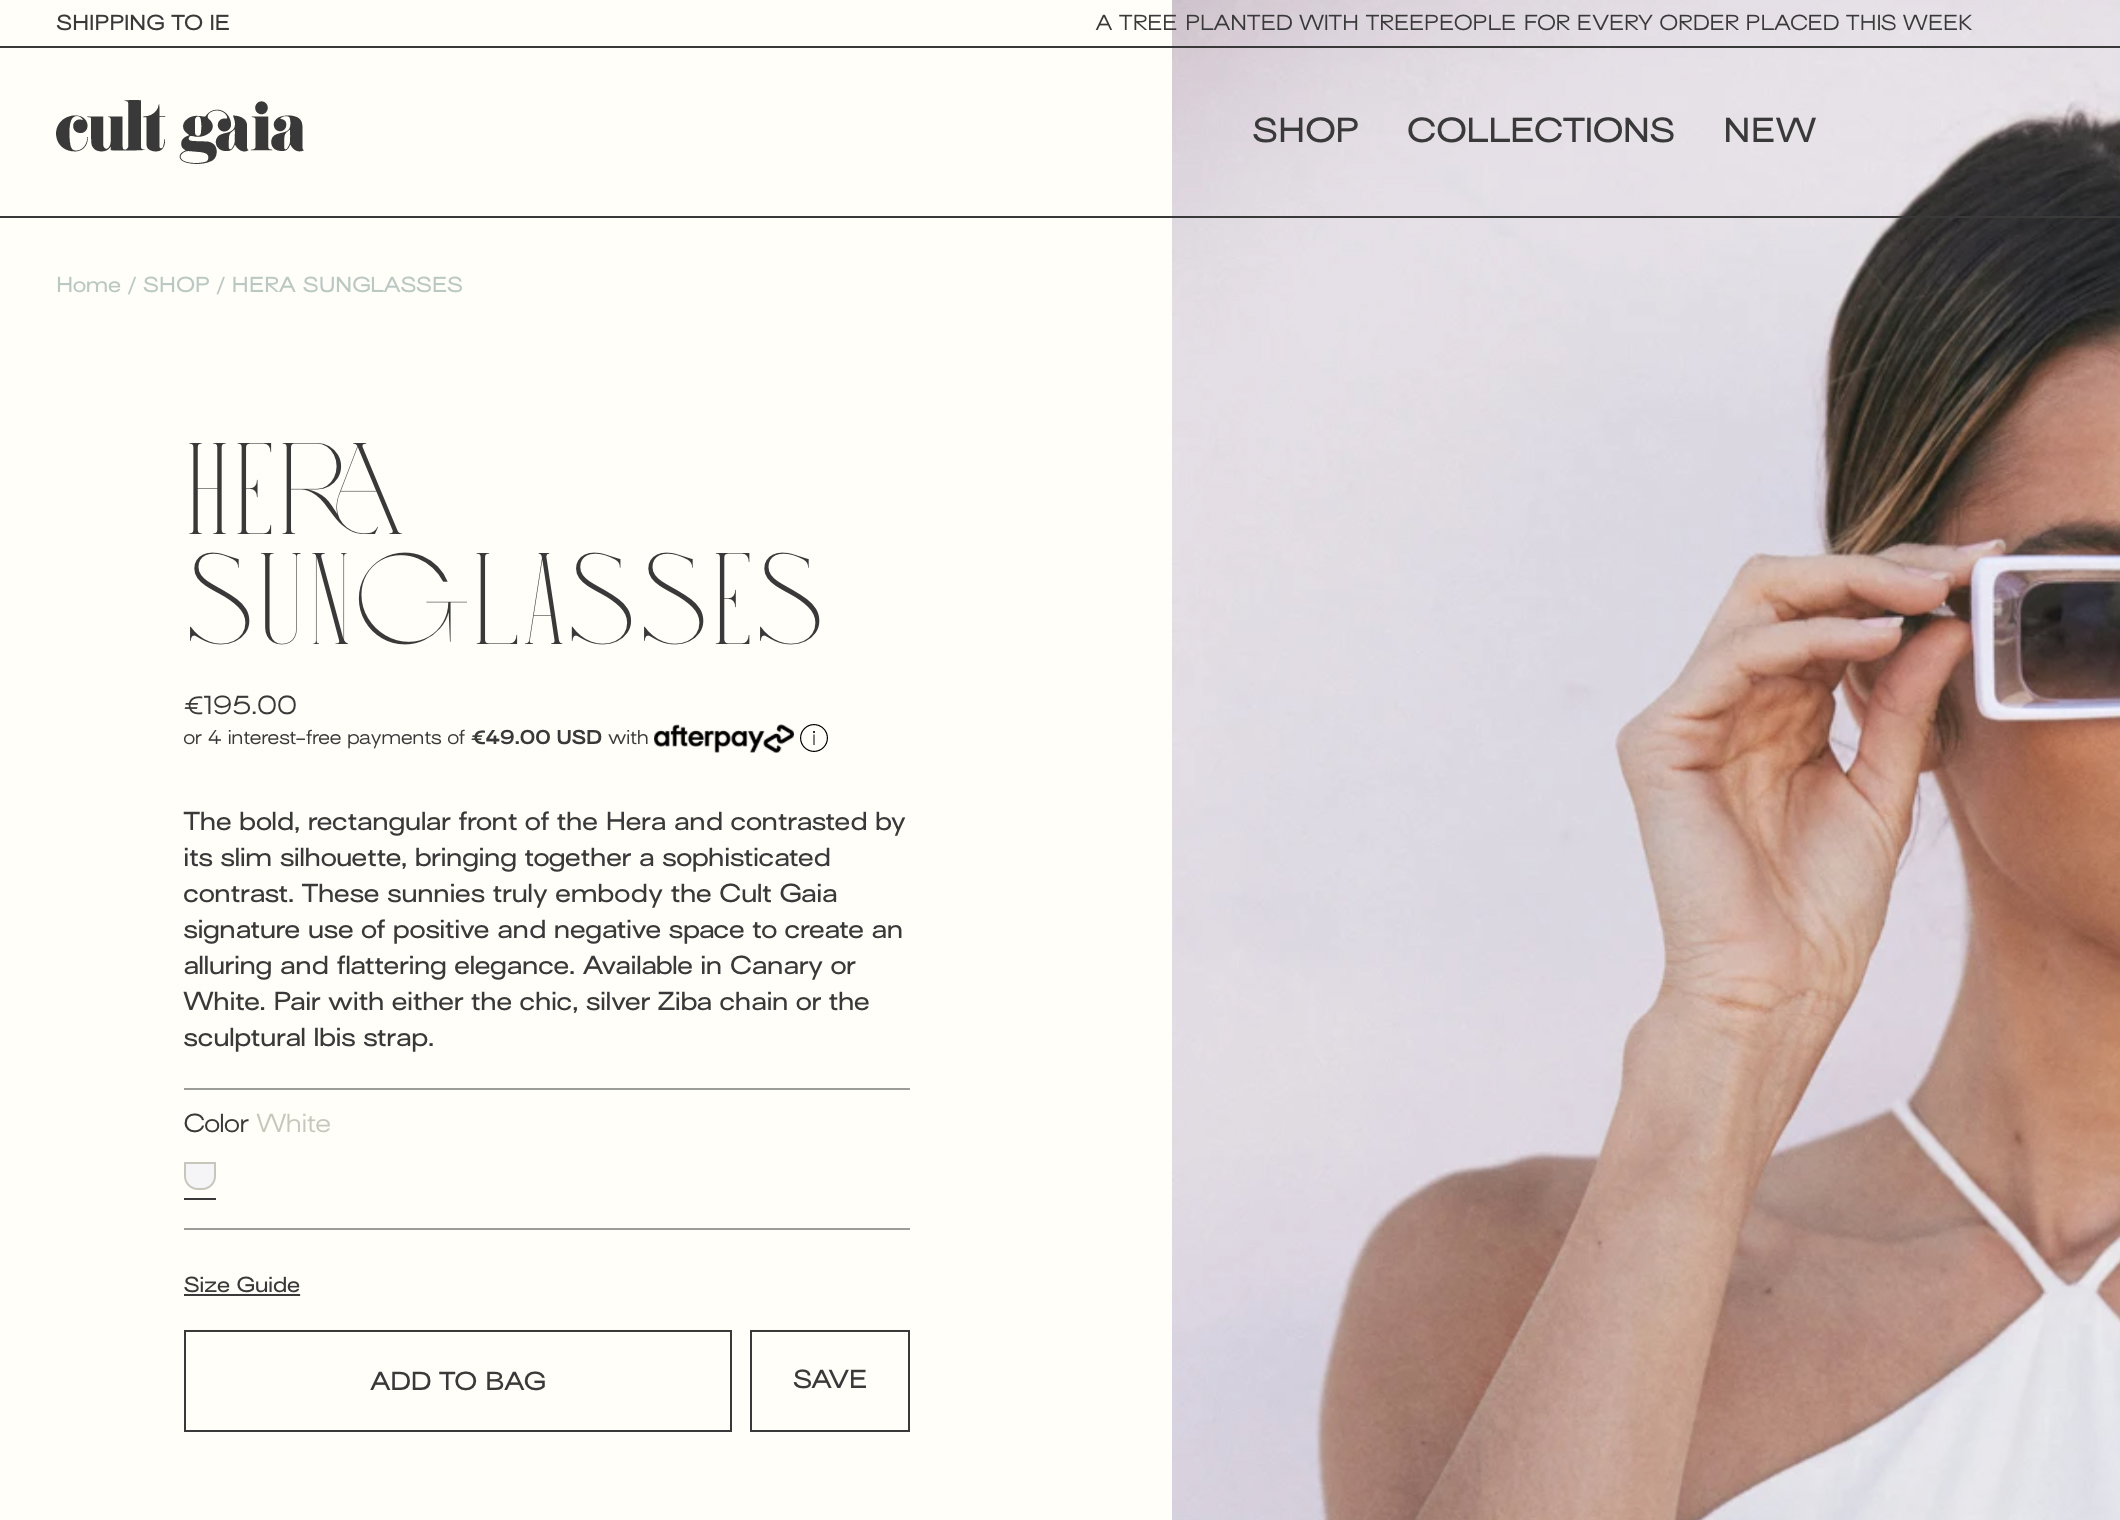 SHIPPING TO IE
A TREE PLANTED WITH TREEPEOPLE FOR EVERY ORDER PLACED THIS WEEK
cult gaia
SHOP COLLECTIONS NEW
Home / SHOP / HERA SUNGLASSES
HERA
SUNGLASSES
€195.00
or 4 interest-free payments of €49.00 USD with afterpay i
The bold, rectangular front of the Hera and contrasted by
its slim silhouette, bringing together a sophisticated
contrast. These sunnies truly embody the Cult Gaia
signature use of positive and negative space to create an
alluring and flattering elegance. Available in Canary or
White. Pair with either the chic, silver Ziba chain or the
sculptural Ibis strap.
Color White
Size Guide
ADD TO BAG
SAVE